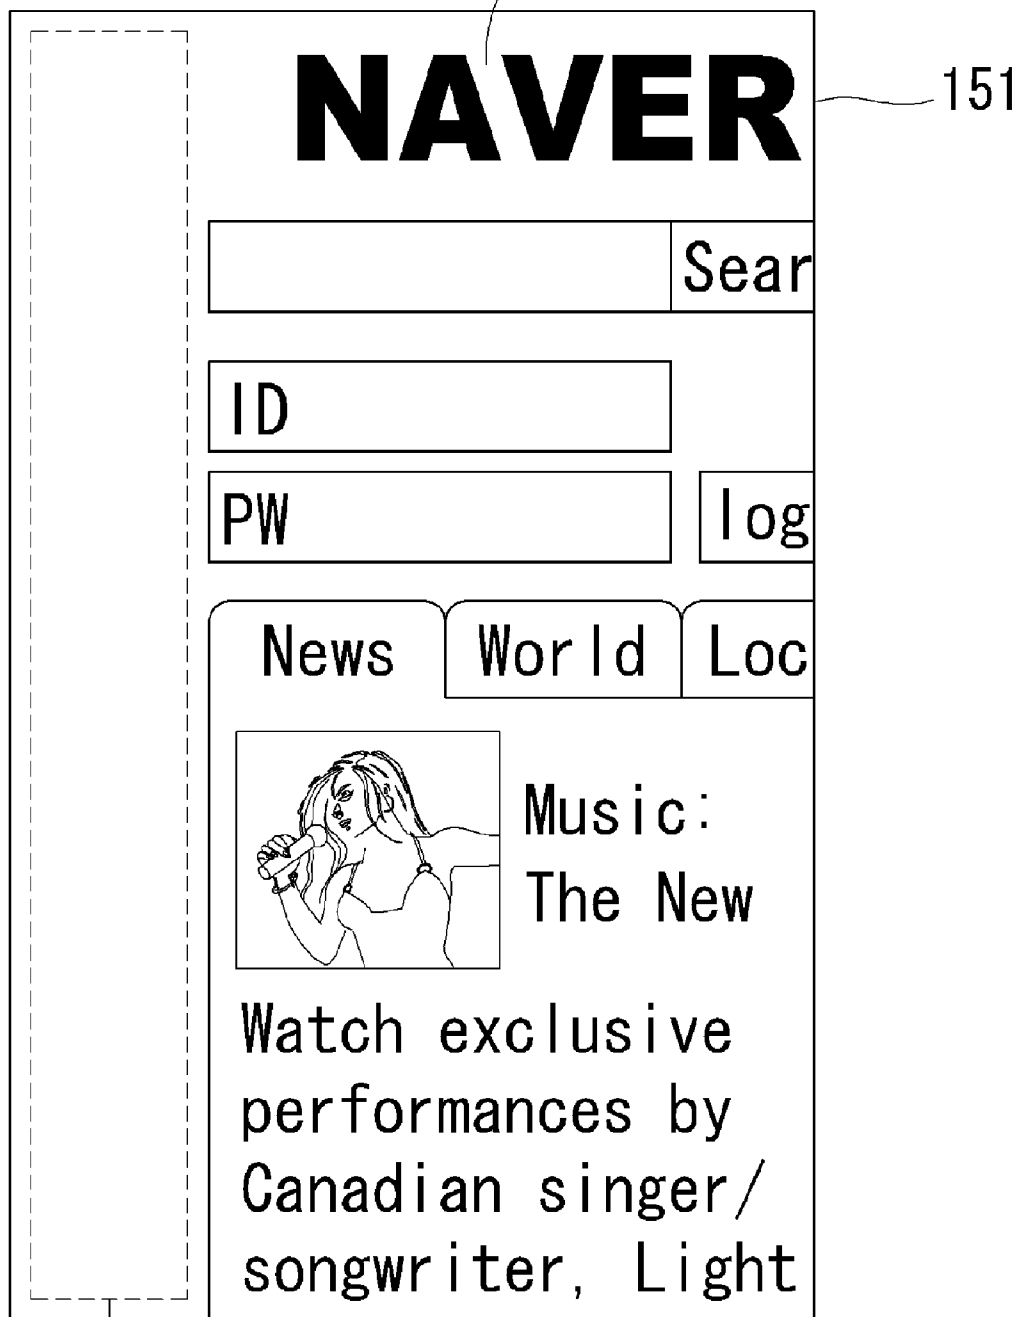 NAVER
151
Sear
ID
PW
log
News World Loc
Music:
The New
Watch exclusive
performances by
Canadian singer/
songwriter, Light